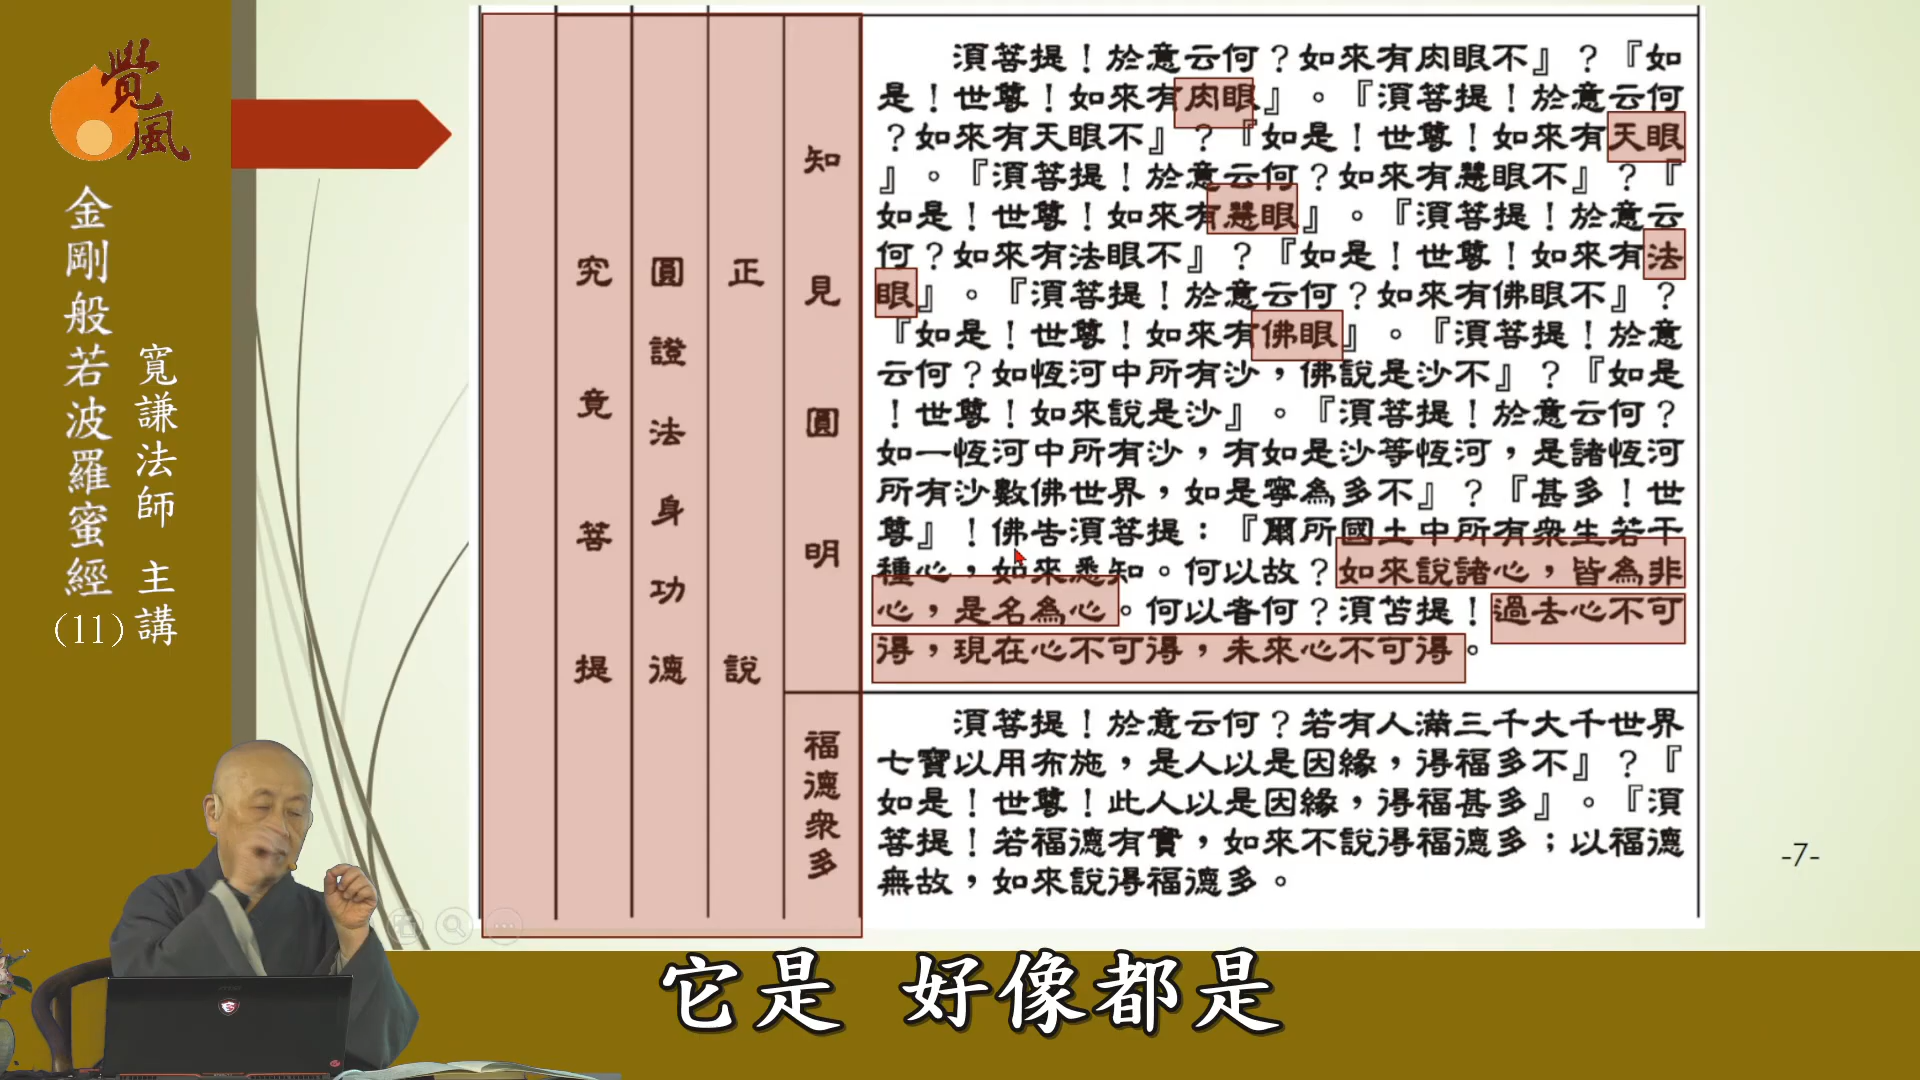 覺風
金剛般若波羅蜜經
(11)
寬謙法師 主講
究竟菩提
圓證法身功德
正說
知見圓明
須菩提！於意云何？如來有肉眼不』？『如
是！世尊！如來有肉眼』。『須菩提！於意云何
？如來有天眼不』？『如是！世尊！如來有天眼
』。『須菩提！於意云何？如來有慧眼不』？『
如是！世尊！如來有慧眼』。『須菩提！於意云
何？如來有法眼不』？『如是！世尊！如來有法
眼』。『須菩提！於意云何？如來有佛眼不』？
『如是！世尊！如來有佛眼』。『須菩提！於意
云何？如恆河中所有沙，佛說是沙不』？『如是
！世尊！如來說是沙』。『須菩提！於意云何？
如一恆河中所有沙，有如是沙等恆河，是諸恆河
所有沙數佛世界，如是寧為多不』？『甚多！世
尊』！佛告須菩提：『爾所國土中所有眾生若干
種心，如來悉知。何以故？如來說諸心，皆為非
心，是名為心。何以者何？須菩提！過去心不可
得，現在心不可得，未來心不可得。
福德眾多
須菩提！於意云何？若有人滿三千大千世界
七寶以用布施，是人以是因緣，得福多不』？『
如是！世尊！此人以是因緣，得福甚多』。『須
菩提！若福德有實，如來不說得福德多；以福德
無故，如來說得福德多。
-7-
它是 好像都是